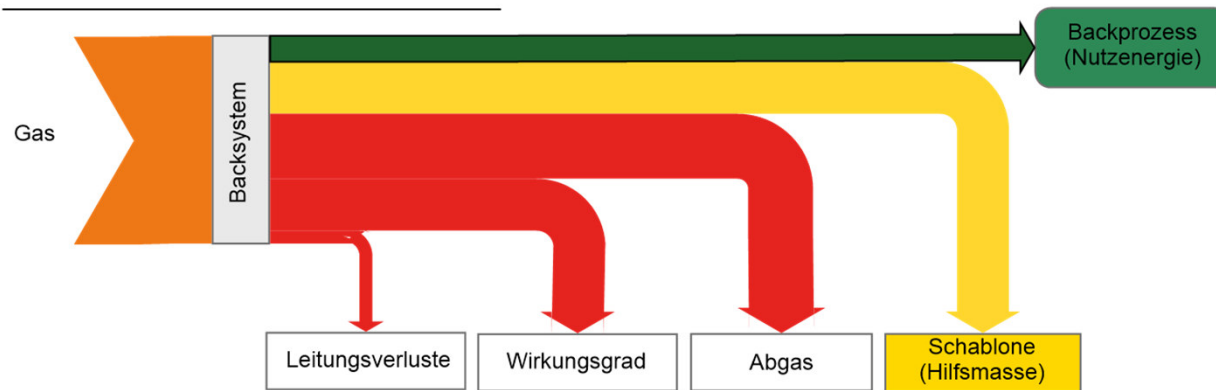 Backprozess
(Nutzenergie)
Gas
Backsystem
Leitungsverluste
Wirkungsgrad
Abgas
Schablone
(Hilfsmasse)